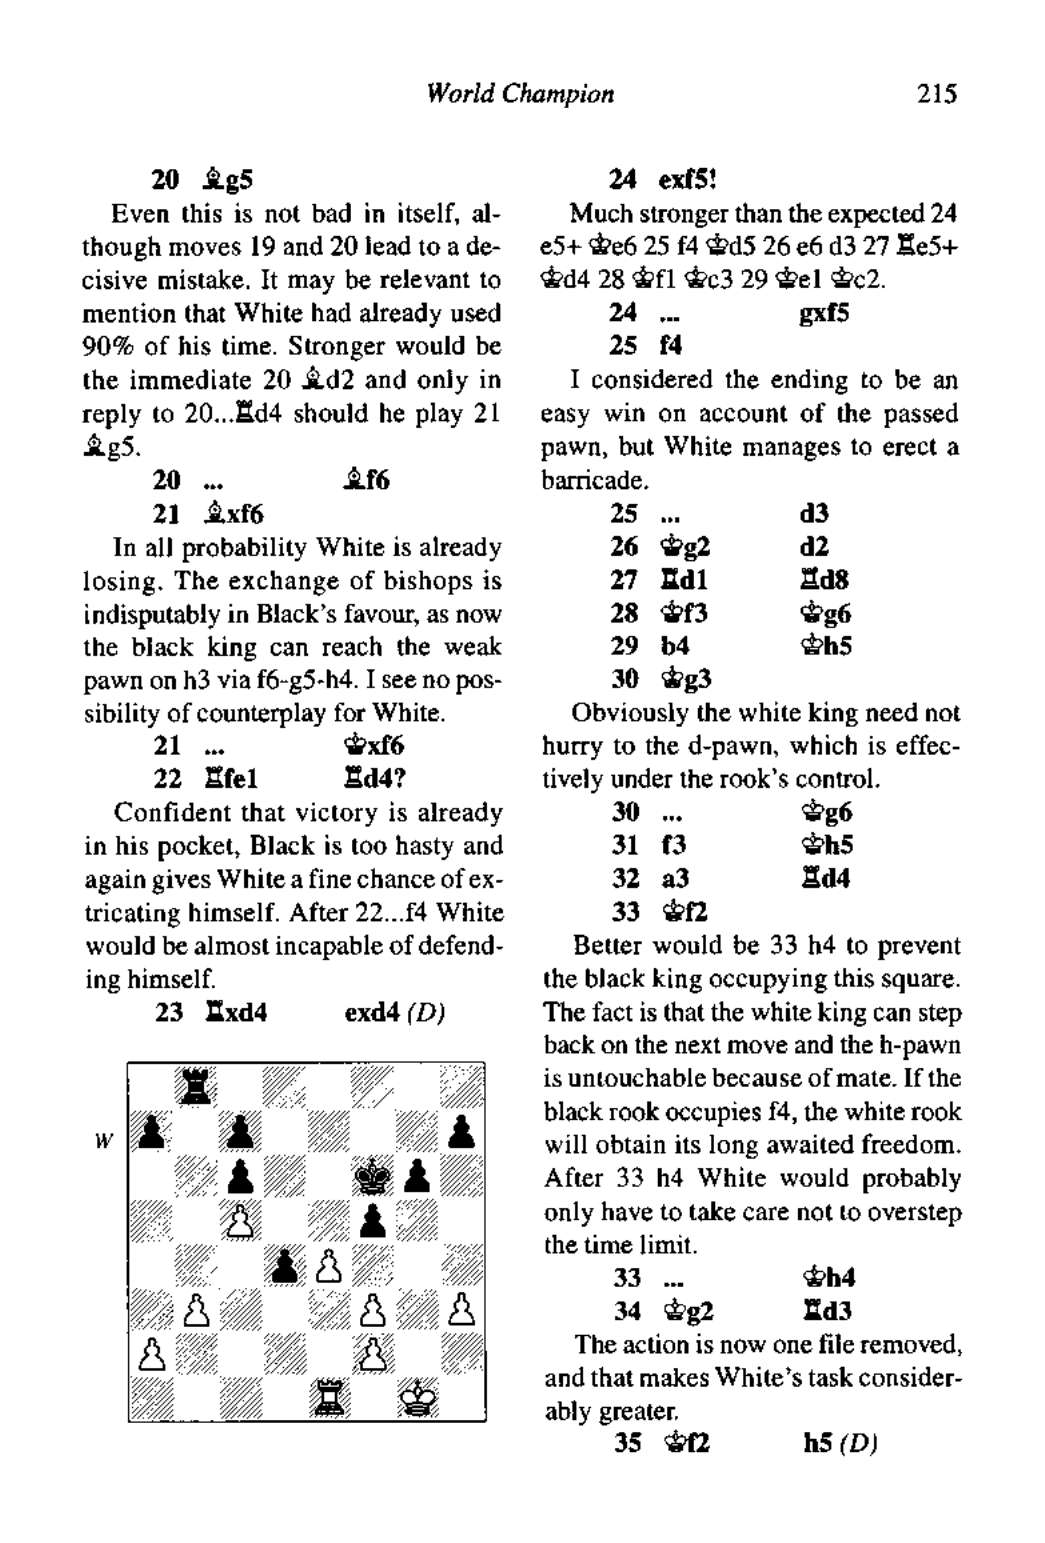 World Champion 215
20 ♗g5
Even this is not bad in itself, al-
though moves 19 and 20 lead to a de-
cisive mistake. It may be relevant to
mention that White had already used
90% of his time. Stronger would be
the immediate 20 ♗d2 and only in
reply to 20...♖d4 should he play 21
♗g5.
20 ... ♗f6
21 ♗xf6
In all probability White is already
losing. The exchange of bishops is
indisputably in Black's favour, as now
the black king can reach the weak
pawn on h3 via f6-g5-h4. I see no pos-
sibility of counterplay for White.
21 ... ♔xf6
22 ♖fe1 ♖d4?
Confident that victory is already
in his pocket, Black is too hasty and
again gives White a fine chance of ex-
tricating himself. After 22...f4 White
would be almost incapable of defend-
ing himself.
23 ♖xd4 exd4 (D)
W
24 exf5!
Much stronger than the expected 24
e5+ ♔e6 25 f4 ♔d5 26 e6 d3 27 ♖e5+
♔d4 28 ♔f1 ♔c3 29 ♔e1 ♔c2.
24 ... gxf5
25 f4
I considered the ending to be an
easy win on account of the passed
pawn, but White manages to erect a
barricade.
25 ... d3
26 ♔g2 d2
27 ♖d1 ♖d8
28 ♔f3 ♔g6
29 b4 ♔h5
30 ♔g3
Obviously the white king need not
hurry to the d-pawn, which is effec-
tively under the rook's control.
30 ... ♔g6
31 f3 ♔h5
32 a3 ♖d4
33 ♔f2
Better would be 33 h4 to prevent
the black king occupying this square.
The fact is that the white king can step
back on the next move and the h-pawn
is untouchable because of mate. If the
black rook occupies f4, the white rook
will obtain its long awaited freedom.
After 33 h4 White would probably
only have to take care not to overstep
the time limit.
33 ... ♔h4
34 ♔g2 ♖d3
The action is now one file removed,
and that makes White's task consider-
ably greater.
35 ♔f2 h5 (D)